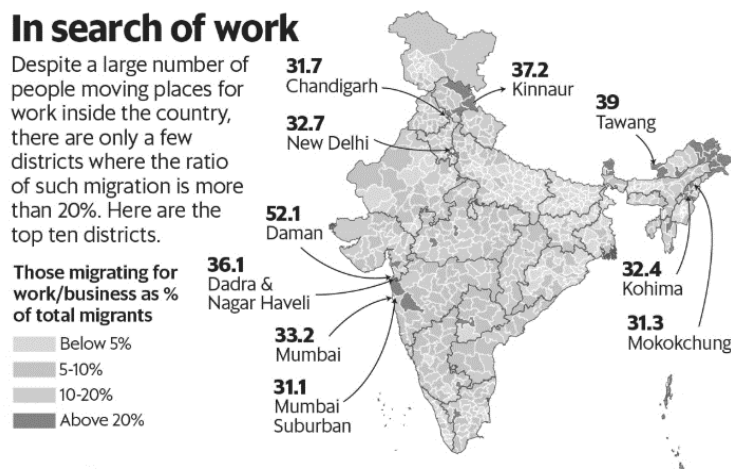 In search of work
Despite a large number of
people moving places for
work inside the country,
there are only a few
districts where the ratio
of such migration is more
than 20%. Here are the
top ten districts.
Those migrating for
work/business as %
of total migrants
Below 5%
5-10%
10-20%
Above 20%
31.7
Chandigarh
37.2
Kinnaur
32.7
New Delhi
39
Tawang
52.1
Daman
36.1
Dadra &
Nagar Haveli
33.2
Mumbai
31.1
Mumbai
Suburban
32.4
Kohima
31.3
Mokokchung